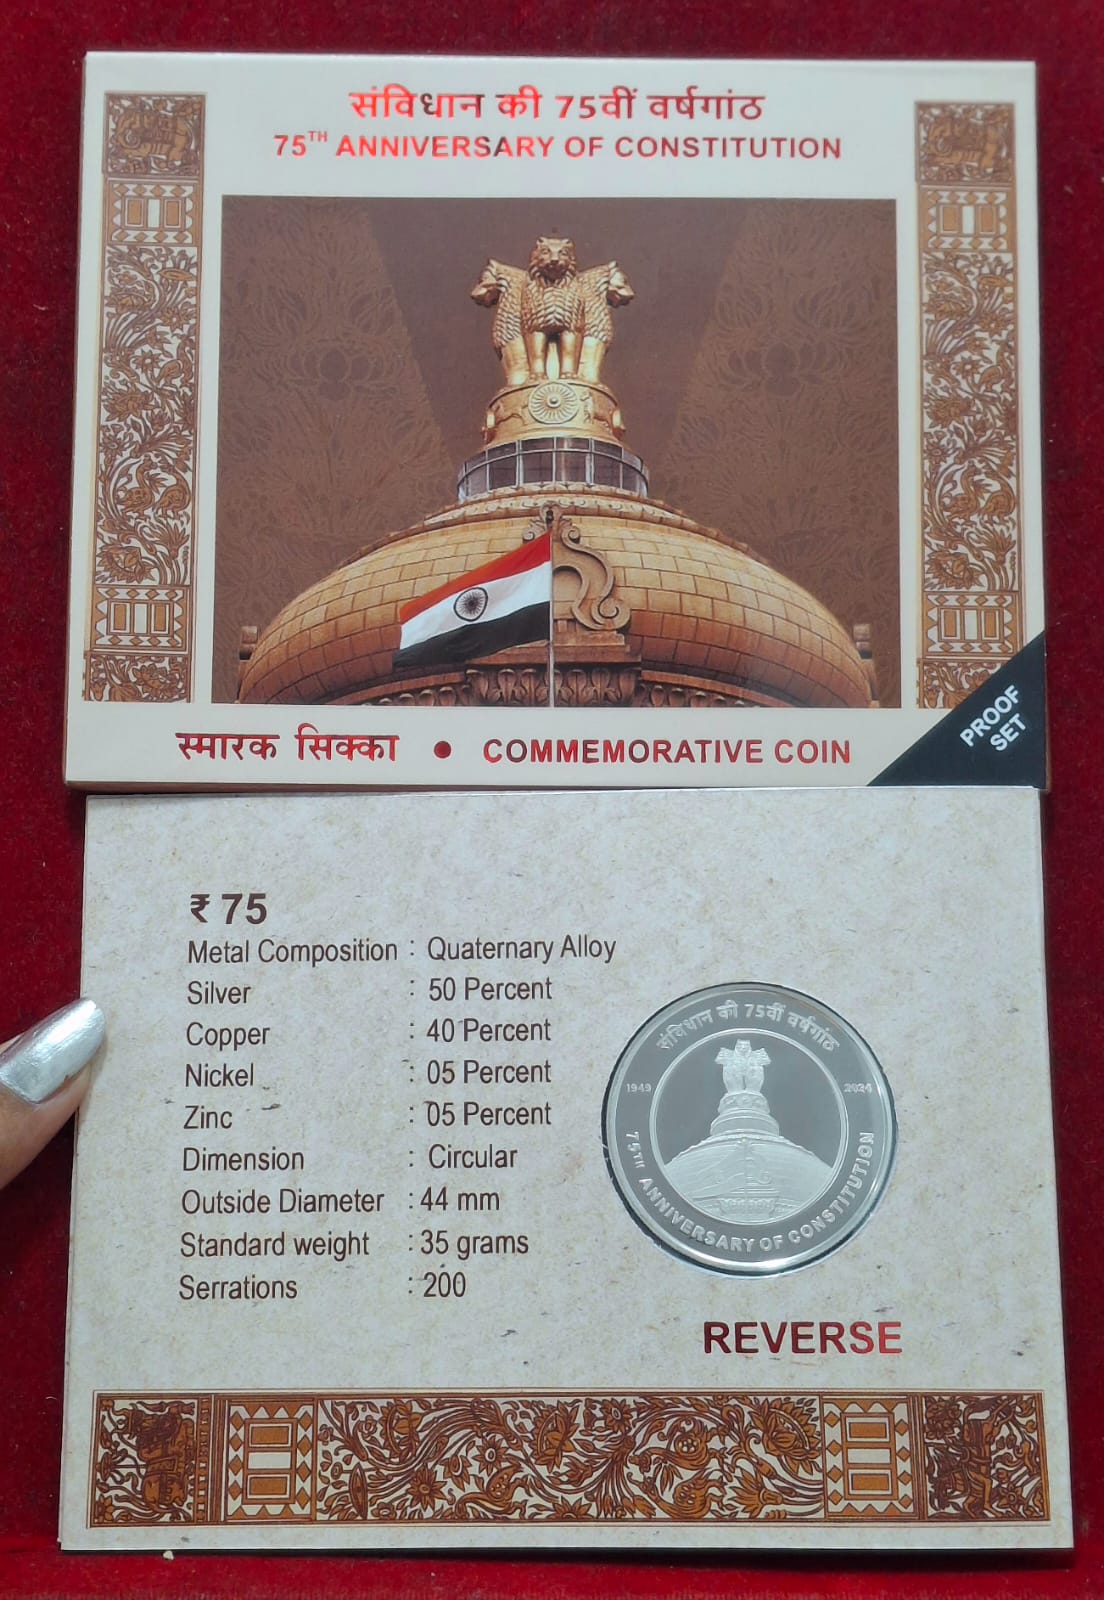 संविधान की 75वीं वर्षगांठ
75TH ANNIVERSARY OF CONSTITUTION
स्मारक सिक्का • COMMEMORATIVE COIN
PROOF
SET
₹ 75
Metal Composition : Quaternary Alloy
Silver : 50 Percent
Copper : 40 Percent
Nickel : 05 Percent
Zinc : 05 Percent
Dimension : Circular
Outside Diameter : 44 mm
Standard weight : 35 grams
Serrations : 200
संविधान की 75वीं वर्षगांठ
1949 2024
75TH ANNIVERSARY OF CONSTITUTION
REVERSE